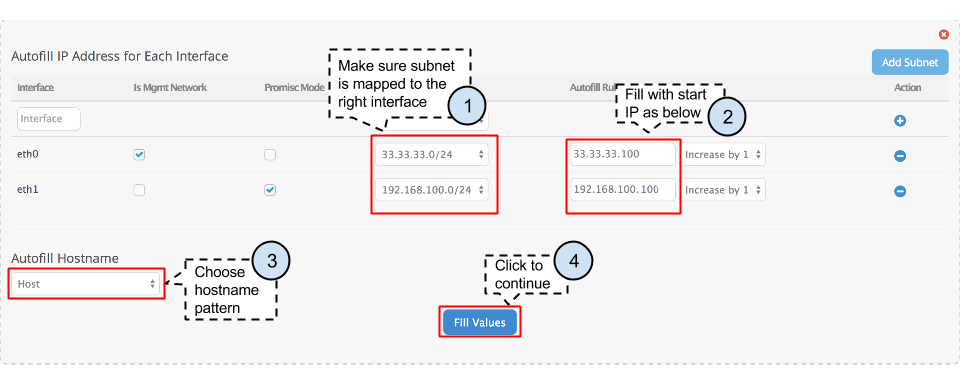 Autofill IP Address for Each Interface
Add Subnet
Make sure subnet
is mapped to the
right interface
1
Interface
Is Mgmt Network
Promisc Mode
Autofill Ru
Action
Fill with start
IP as below
2
Interface
eth0
33.33.33.0/24
33.33.33.100
Increase by 1
eth1
192.168.100.0/24
192.168.100.100
Increase by 1
Autofill Hostname
Host
Choose
hostname
pattern
3
Click to
continue
4
Fill Values